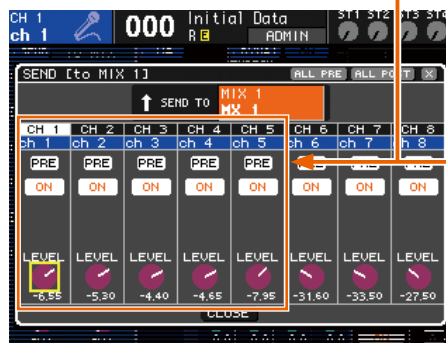 CH 1 000 Initial Data ST1 ST2 ST3 ST4
ch 1 R E ADMIN
SEND [to MIX 1] ALL PRE ALL POST X
SEND TO MIX 1
MX 1
CH 1 CH 2 CH 3 CH 4 CH 5 CH 6 CH 7 CH 8
ch 1 ch 2 ch 3 ch 4 ch 5 ch 6 ch 7 ch 8
PRE PRE PRE PRE PRE PRE PRE PRE
ON ON ON ON ON ON ON ON
LEVEL LEVEL LEVEL LEVEL LEVEL LEVEL LEVEL LEVEL
-6.55 -5.30 -4.40 -4.65 -7.95 -31.60 -33.50 -27.50
CLOSE